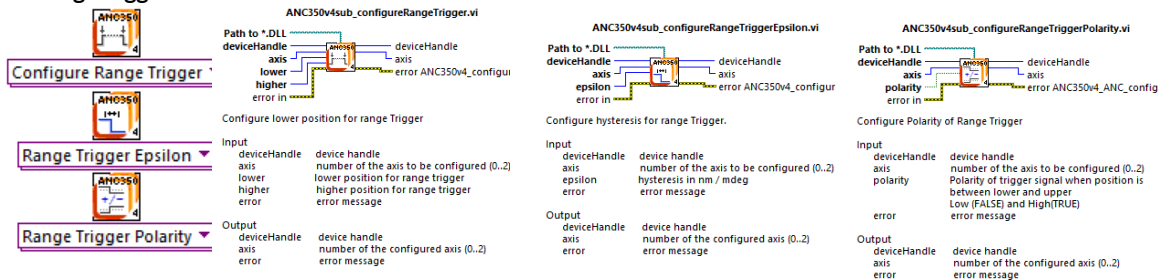 ANC350
4
Configure Range Trigger
ANC350
4
Range Trigger Epsilon
ANC350
+/-
4
Range Trigger Polarity
ANC350v4sub_configureRangeTrigger.vi
Path to *.DLL
deviceHandle
axis
lower
higher
error in
ANC350
4
deviceHandle
axis
error ANC350v4_configur
Configure lower position for range Trigger
Input
deviceHandle device handle
axis number of the axis to be configured (0..2)
lower lower position for range trigger
higher higher position for range trigger
error error message
Output
deviceHandle device handle
axis number of the configured axis (0..2)
error error message
ANC350v4sub_configureRangeTriggerEpsilon.vi
Path to *.DLL
deviceHandle
axis
epsilon
error in
ANC350
4
deviceHandle
axis
error ANC350v4_configur
Configure hysteresis for range Trigger.
Input
deviceHandle device handle
axis number of the axis to be configured (0..2)
epsilon hysteresis in nm / mdeg
error error message
Output
deviceHandle device handle
axis number of the configured axis (0..2)
error error message
ANC350v4sub_configureRangeTriggerPolarity.vi
Path to *.DLL
deviceHandle
axis
polarity
error in
ANC350
+/-
4
deviceHandle
axis
error ANC350v4_ANC_config
Configure Polarity of Range Trigger
Input
deviceHandle device handle
axis number of the axis to be configured (0..2)
polarity Polarity of trigger signal when position is
between lower and upper
Low (FALSE) and High(TRUE)
error error message
Output
deviceHandle device handle
axis number of the configured axis (0..2)
error error message